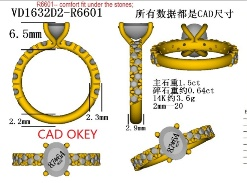 R6601-- comfort fit under the stones;
VD1632D2-R6601
所有数据都是CAD尺寸
6.5mm
主石重1.5ct
碎石重约0.64ct
14K约3.6g
2mm--20
2.2mm
2.3mm
2.9mm
CAD OKEY